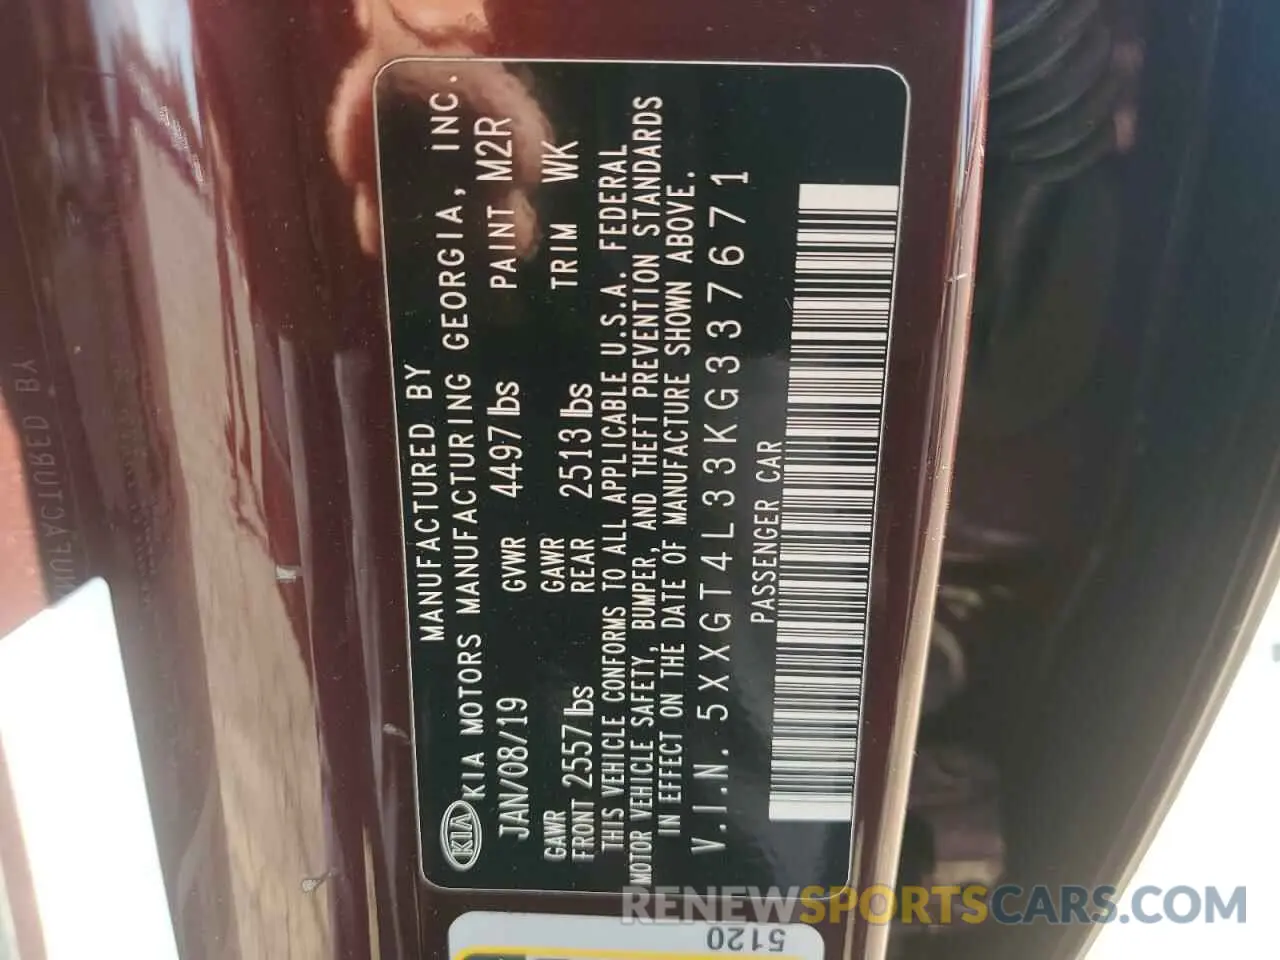 MANUFACTURED BY
KIA KIA MOTORS MANUFACTURING GEORGIA, INC.
JAN/08/19 GVWR 4497 lbs PAINT M2R
GAWR FRONT 2557 lbs GAWR REAR 2513 lbs TRIM WK
THIS VEHICLE CONFORMS TO ALL APPLICABLE U.S.A. FEDERAL
MOTOR VEHICLE SAFETY, BUMPER, AND THEFT PREVENTION STANDARDS
IN EFFECT ON THE DATE OF MANUFACTURE SHOWN ABOVE.
V.I.N. 5XXGT4L33KG337671
PASSENGER CAR
5120
RENEWSPORTSCARS.COM